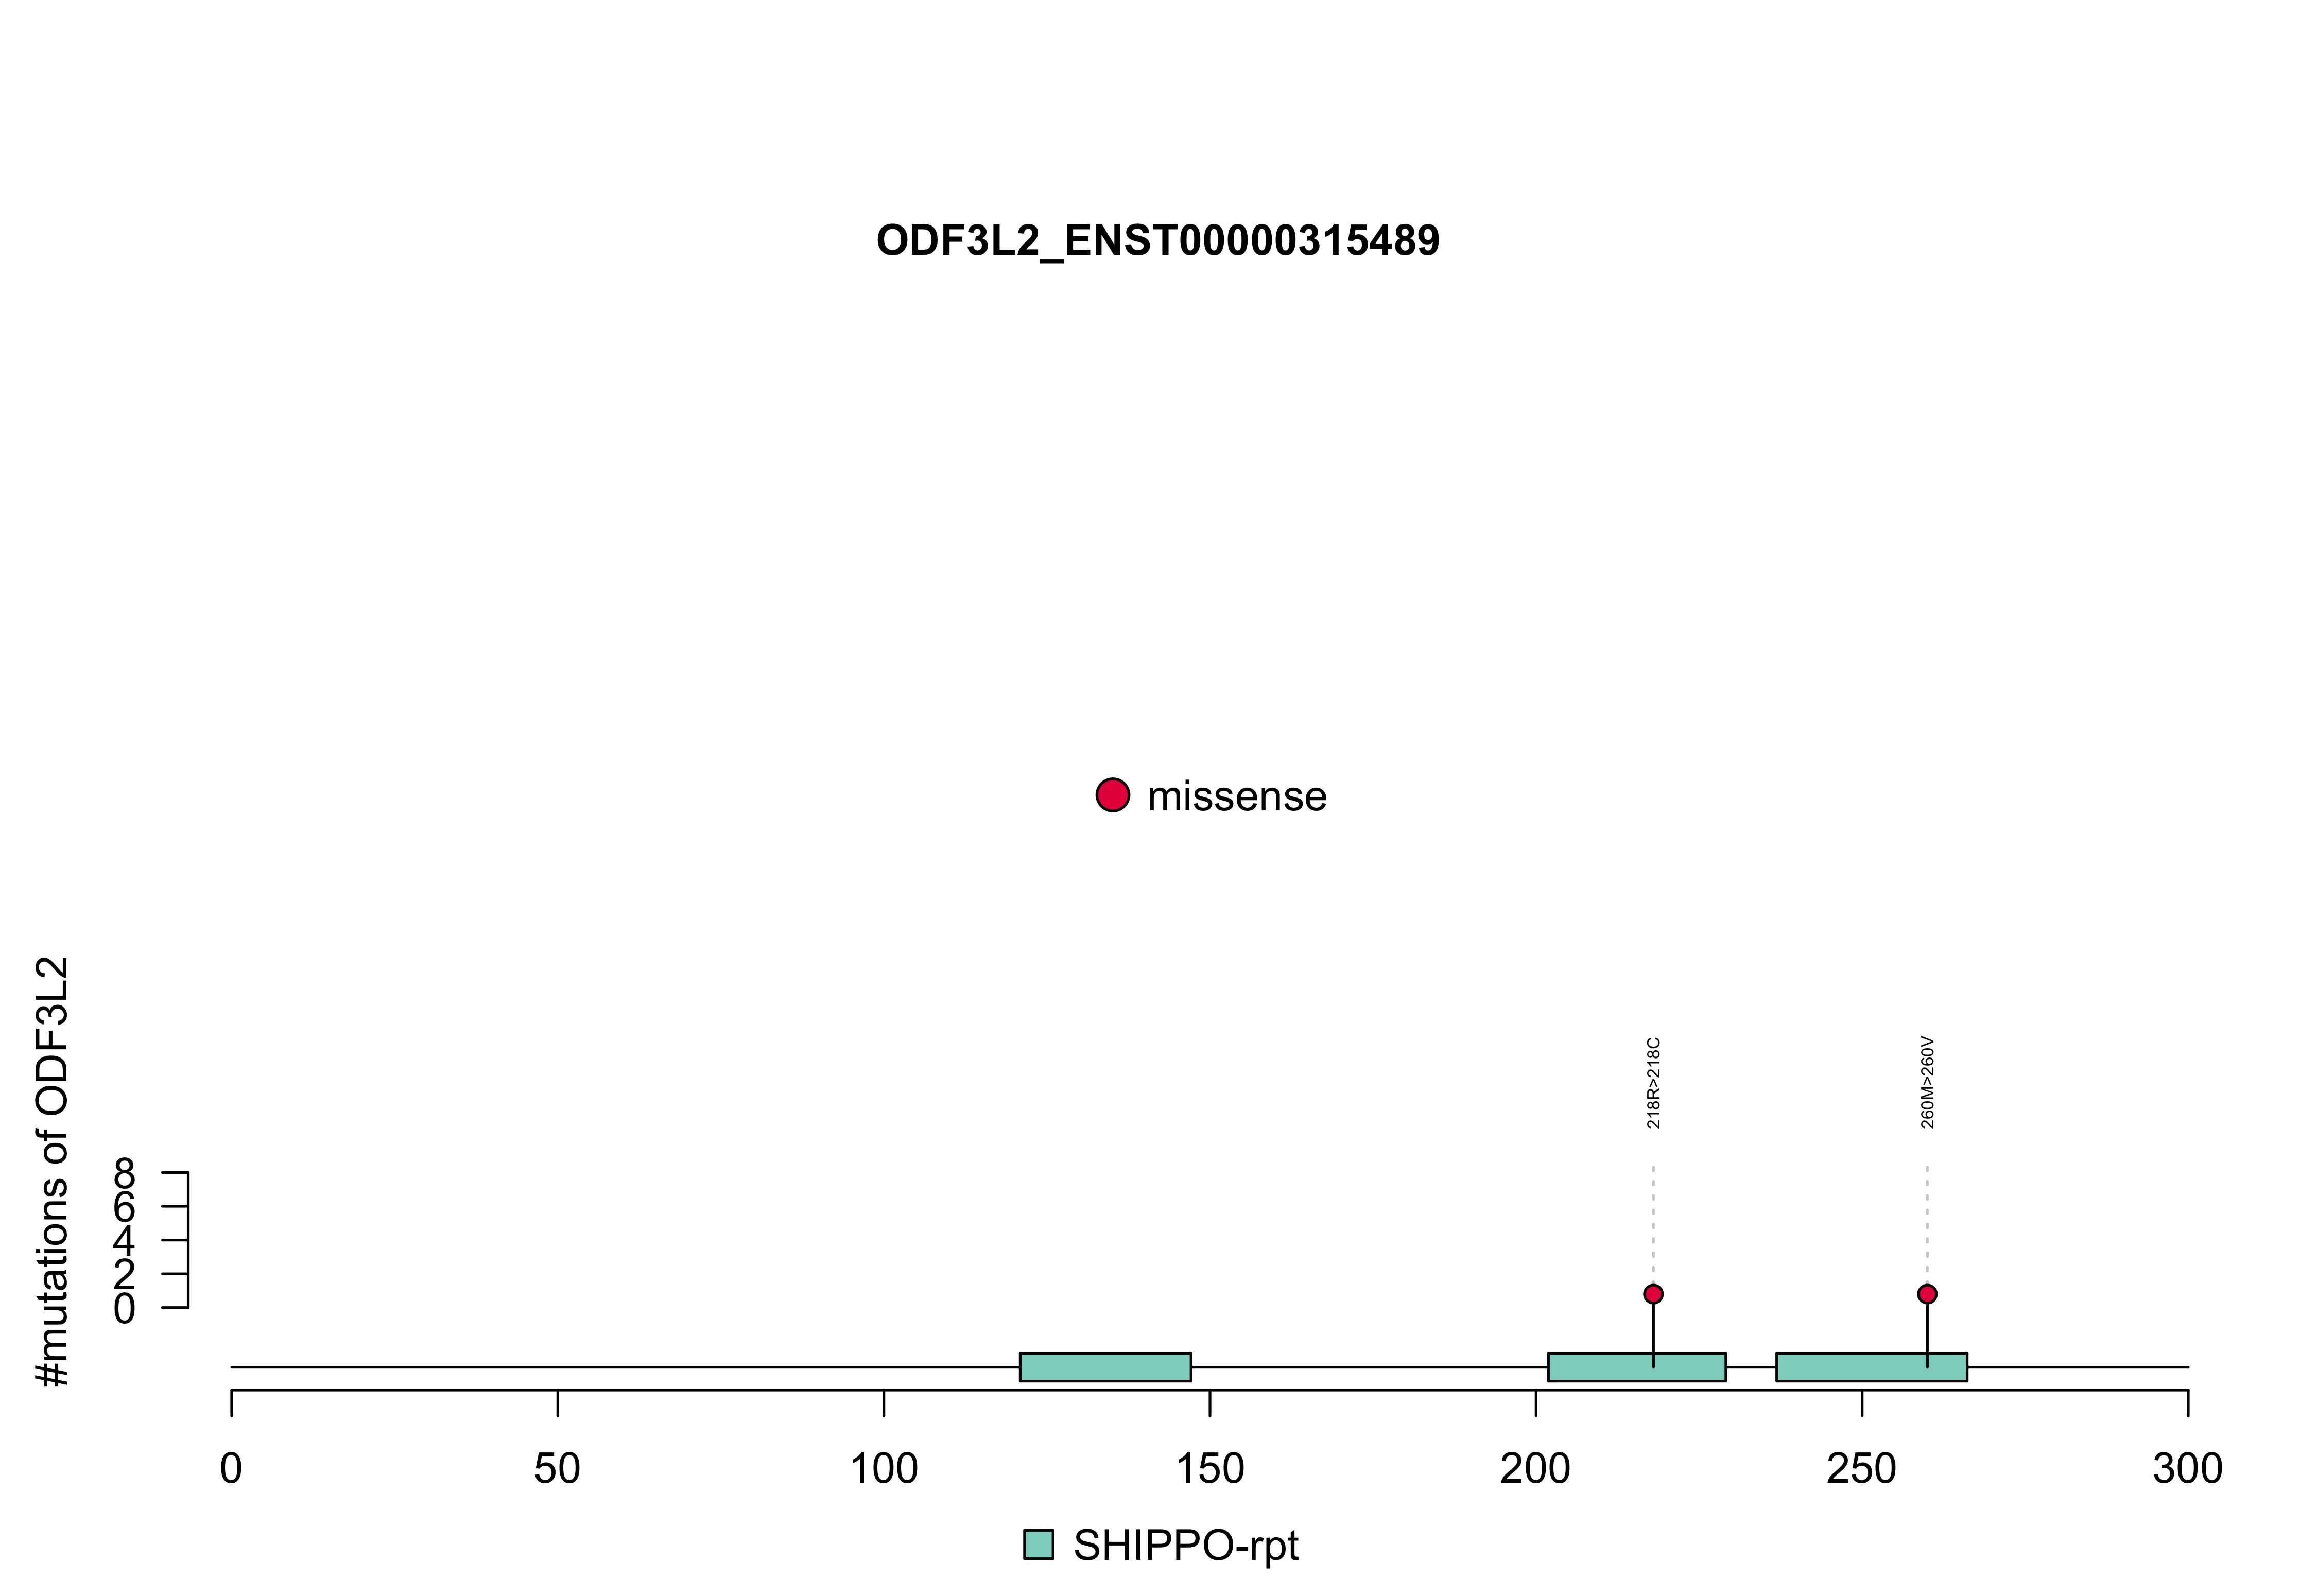 ODF3L2_ENST00000315489
missense
#mutations of ODF3L2
218R>218C
260M>260V
8
6
4
2
0
0 50 100 150 200 250 300
SHIPPO-rpt